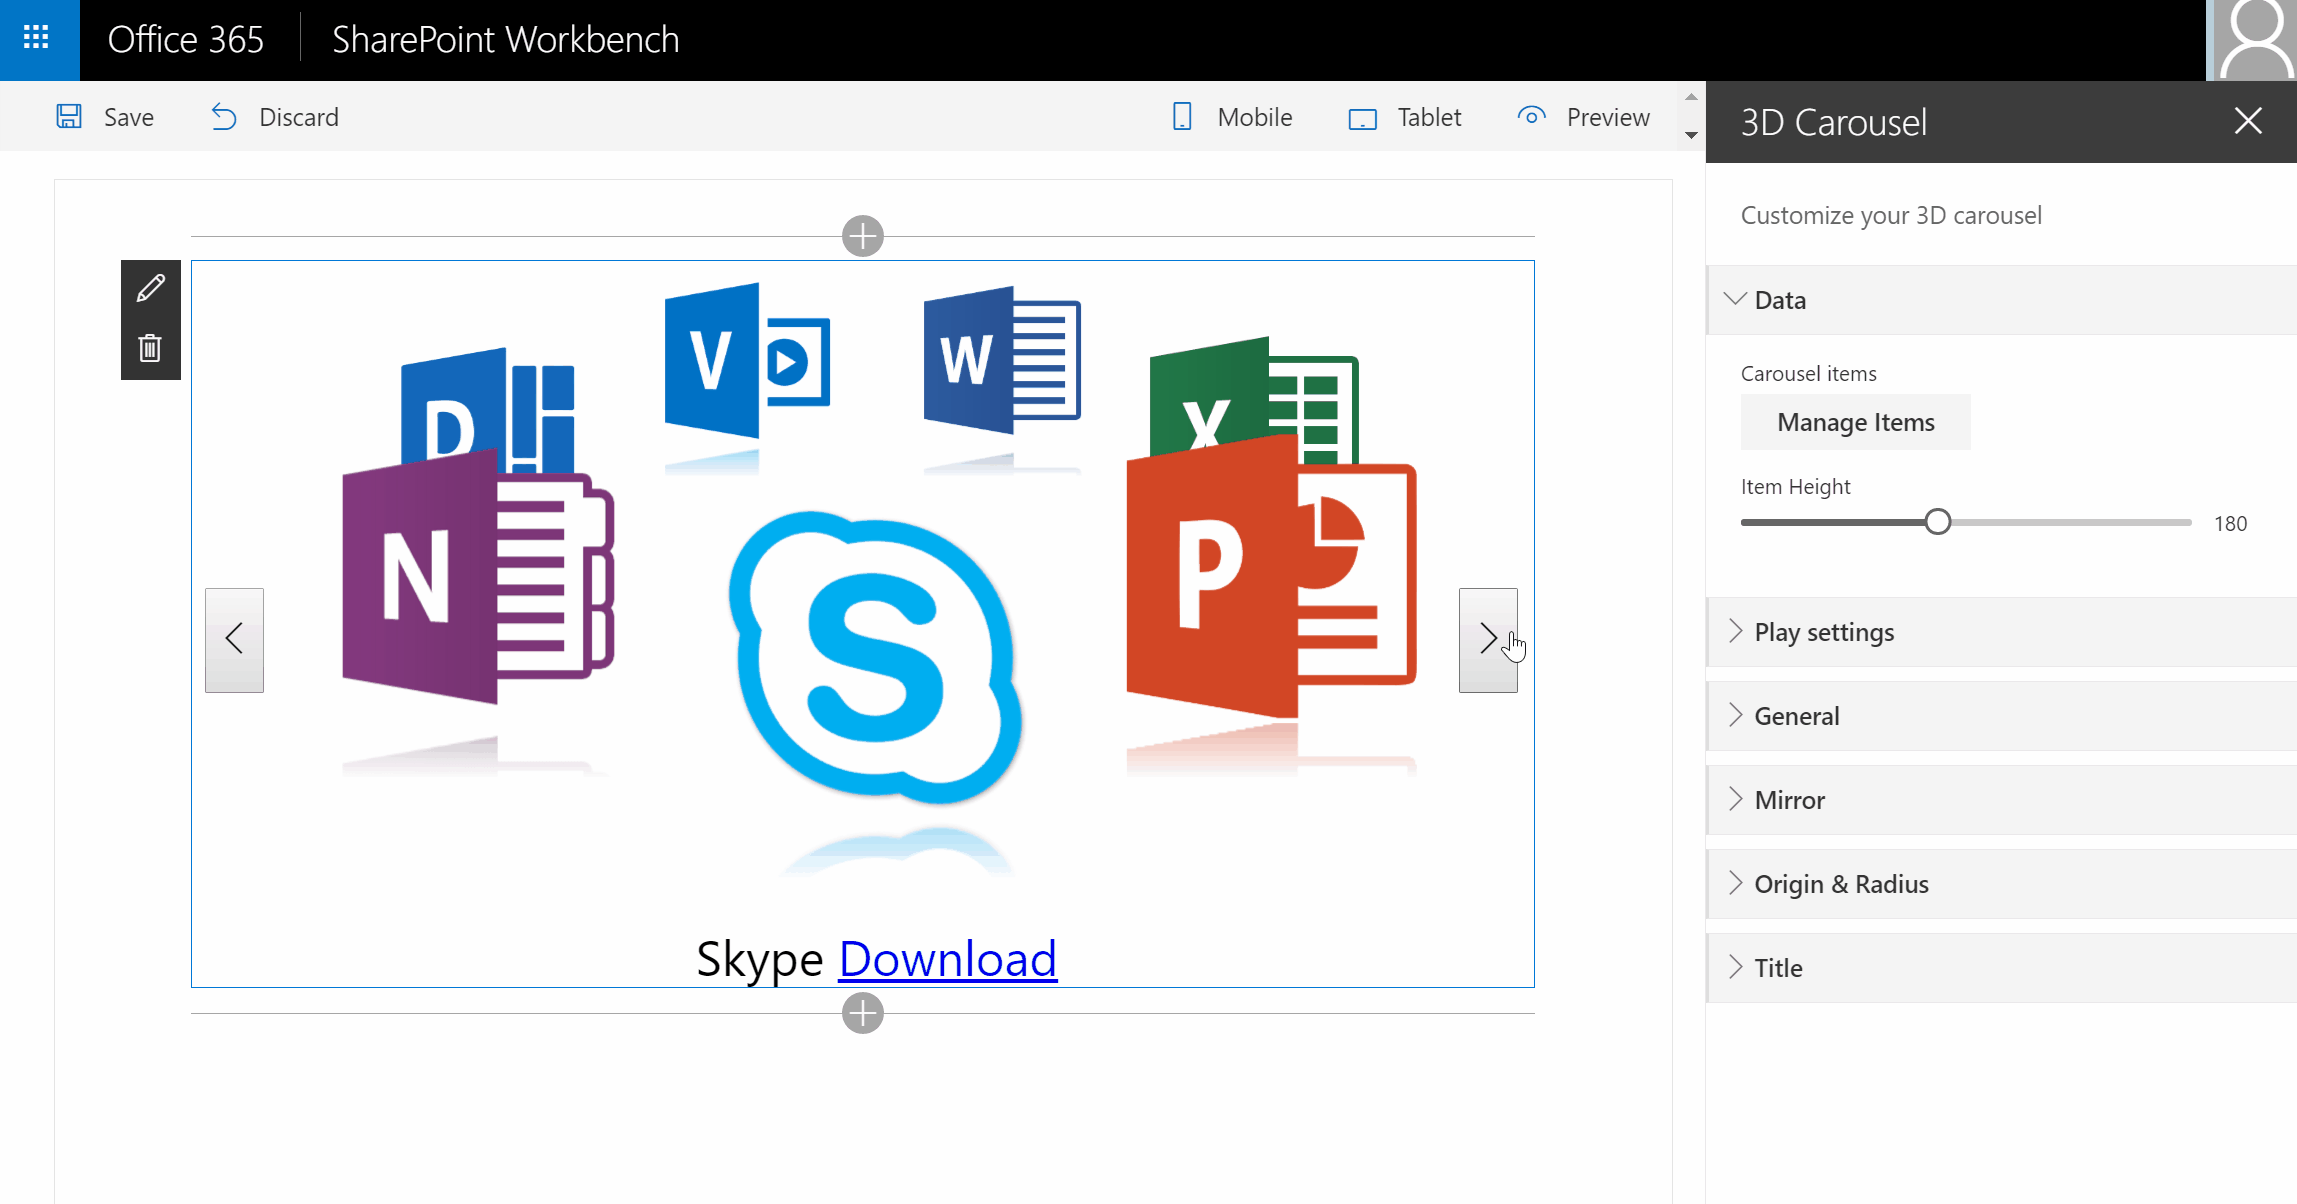 Office 365
SharePoint Workbench
Save
Discard
Mobile
Tablet
Preview
3D Carousel
Customize your 3D carousel
Data
Carousel items
Manage Items
Item Height
180
Play settings
General
Mirror
Origin & Radius
Title
D
V
W
X
N
S
P
Skype Download